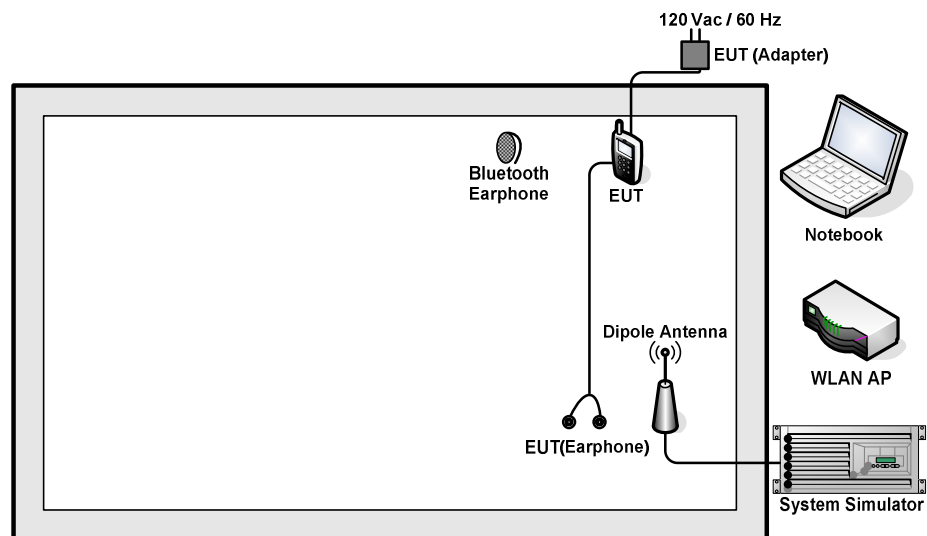 120 Vac / 60 Hz
EUT (Adapter)
Bluetooth
Earphone
EUT
Notebook
Dipole Antenna
WLAN AP
EUT(Earphone)
System Simulator